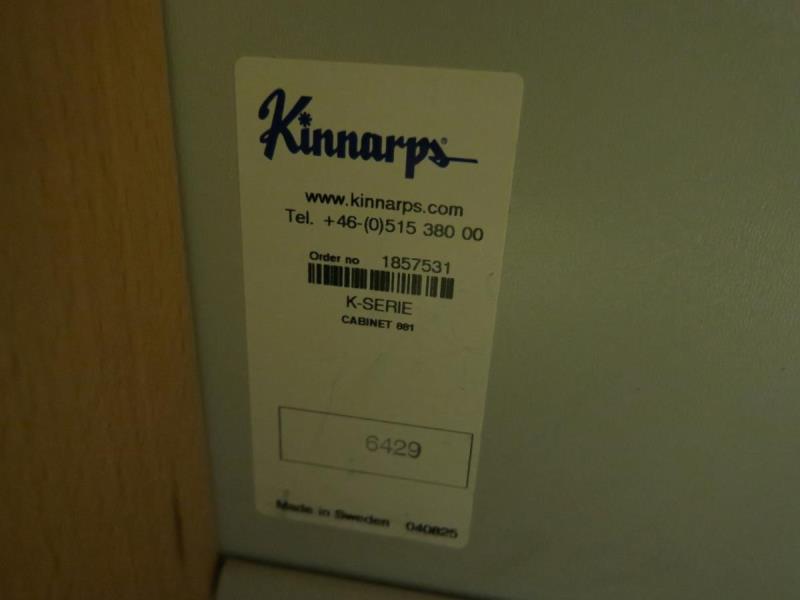 Kinnarps®
www.kinnarps.com
Tel. +46-(0)515 380 00
Order no 1857531
K-SERIE
CABINET 881
6429
Made in Sweden 040825